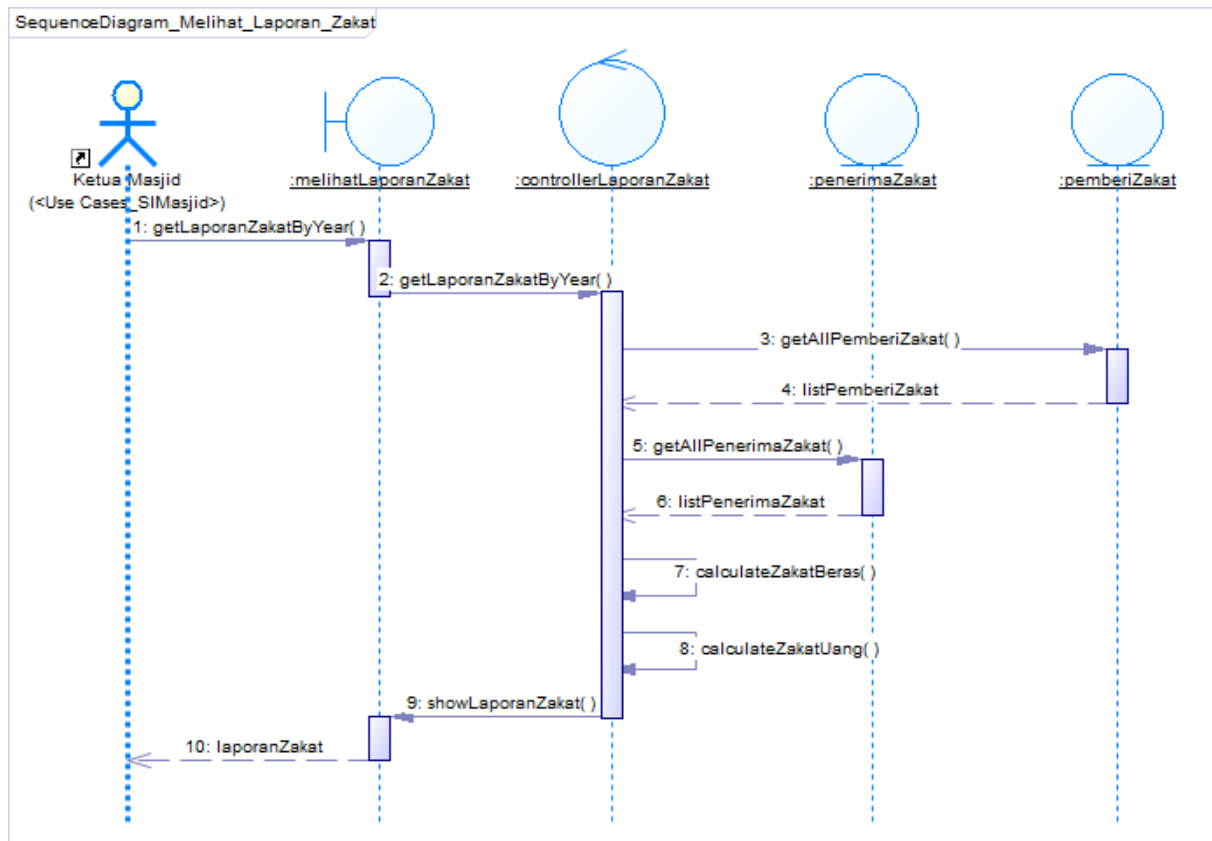 SequenceDiagram_Melihat_Laporan_Zakat
Ketua Masjid
(<Use Cases_SIMasjid>)
:melihatLaporanZakat
:controllerLaporanZakat
:penerimaZakat
:pemberiZakat
1: getLaporanZakatByYear( )
2: getLaporanZakatByYear( )
3: getAllPemberiZakat( )
4: listPemberiZakat
5: getAllPenerimaZakat( )
6: listPenerimaZakat
7: calculateZakatBeras( )
8: calculateZakatUang( )
9: showLaporanZakat( )
10: laporanZakat